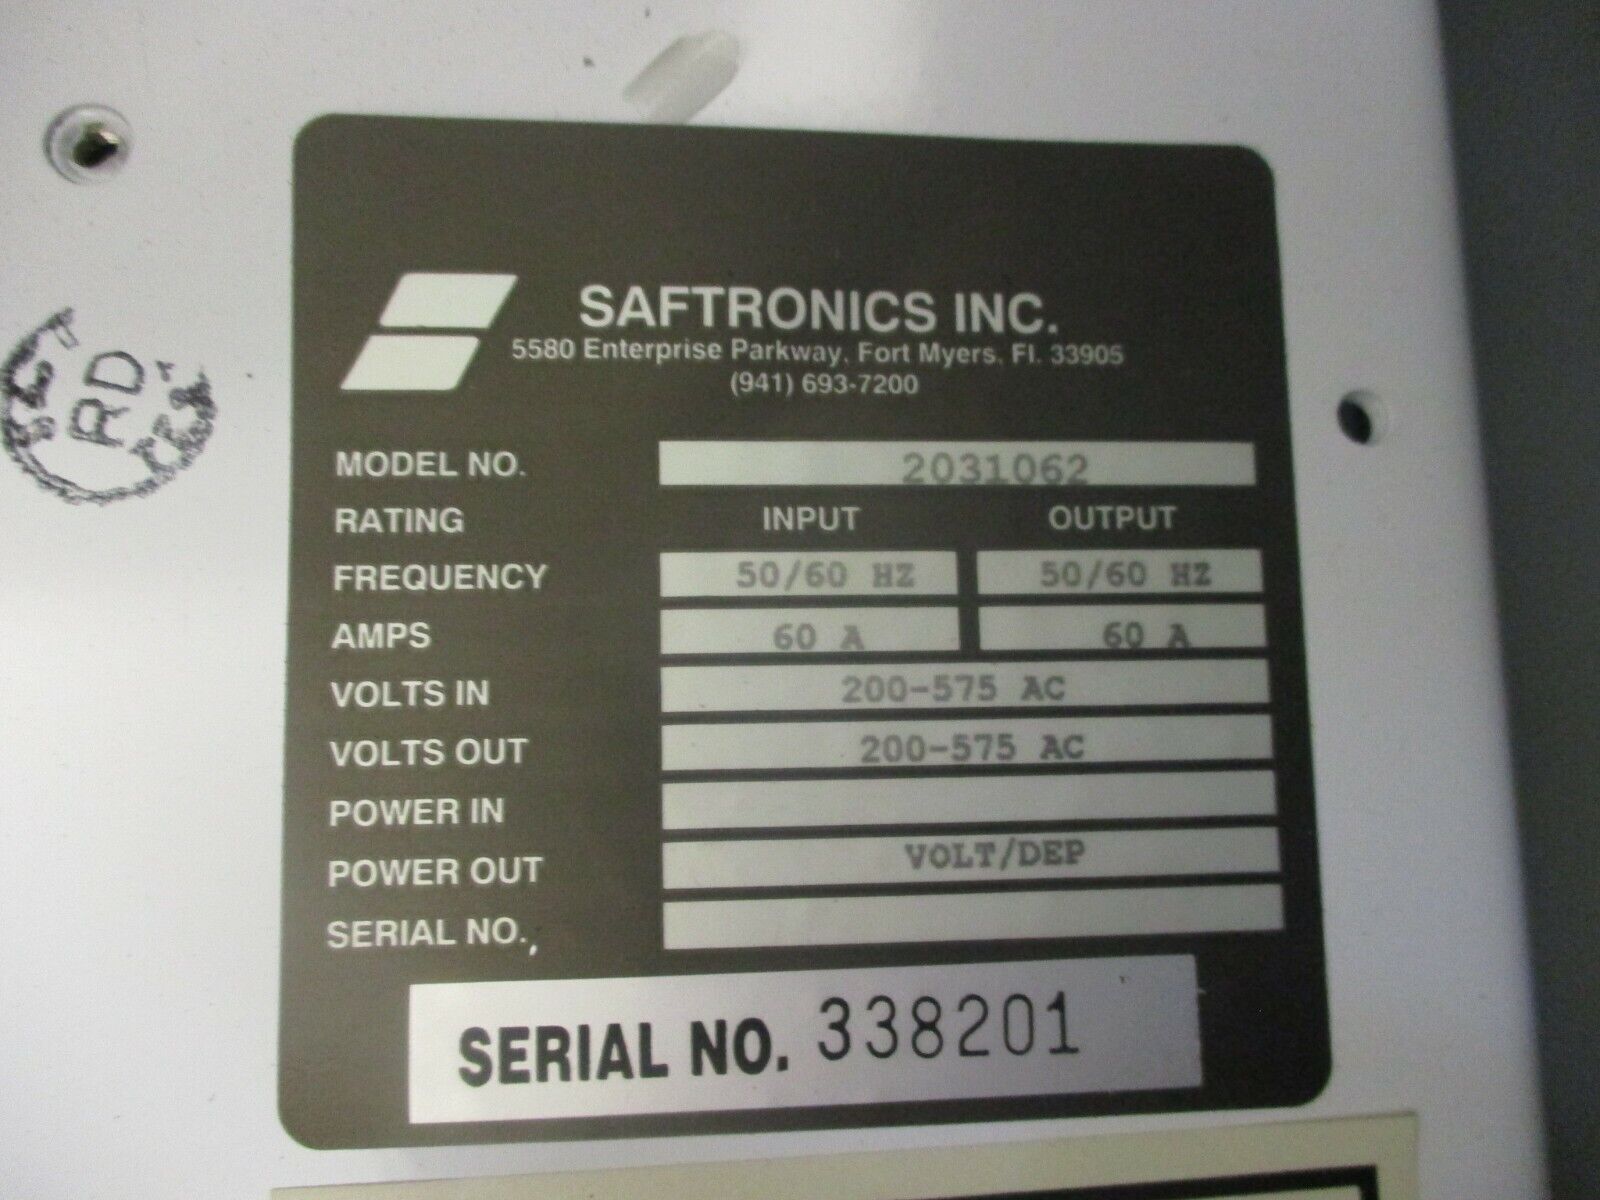 SAFTRONICS INC.
5580 Enterprise Parkway, Fort Myers, Fl. 33905
(941) 693-7200
MODEL NO. 2031062
RATING INPUT OUTPUT
FREQUENCY 50/60 HZ 50/60 HZ
AMPS 60 A 60 A
VOLTS IN 200-575 AC
VOLTS OUT 200-575 AC
POWER IN
POWER OUT VOLT/DEP
SERIAL NO.,
SERIAL NO. 338201
RD